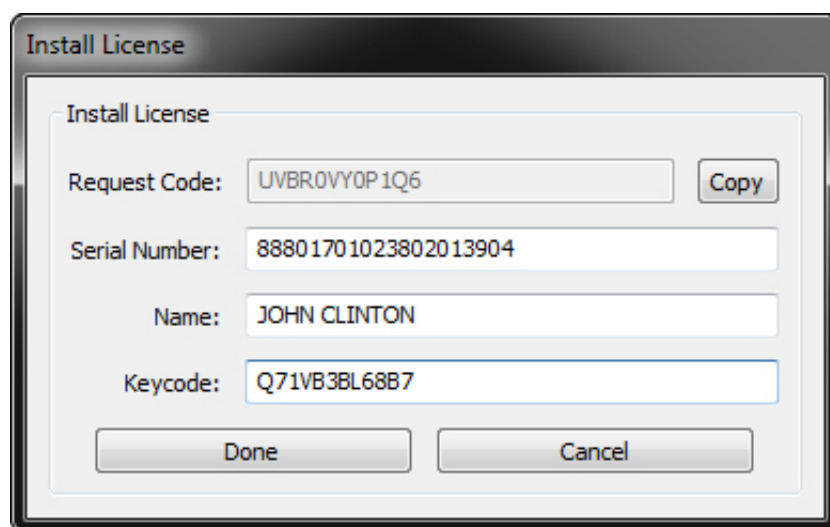 Install License
Install License
Request Code: UVBR0VY0P1Q6 Copy
Serial Number: 88801701023802013904
Name: JOHN CLINTON
Keycode: Q71VB3BL68B7
Done Cancel